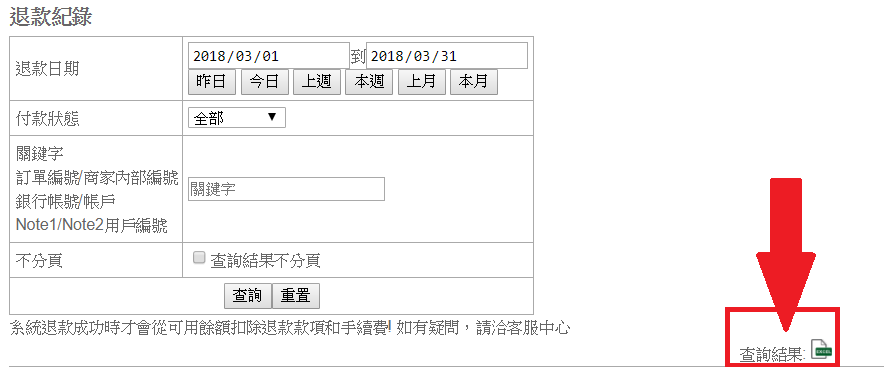 退款紀錄
退款日期
2018/03/01 到 2018/03/31
昨日 今日 上週 本週 上月 本月
付款狀態 全部
關鍵字
訂單編號/商家內部編號
銀行帳號/帳戶
Note1/Note2用戶編號
關鍵字
不分頁 查詢結果不分頁
查詢 重置
系統退款成功時才會從可用餘額扣除退款款項和手續費! 如有疑問，請洽客服中心
查詢結果: EXCEL